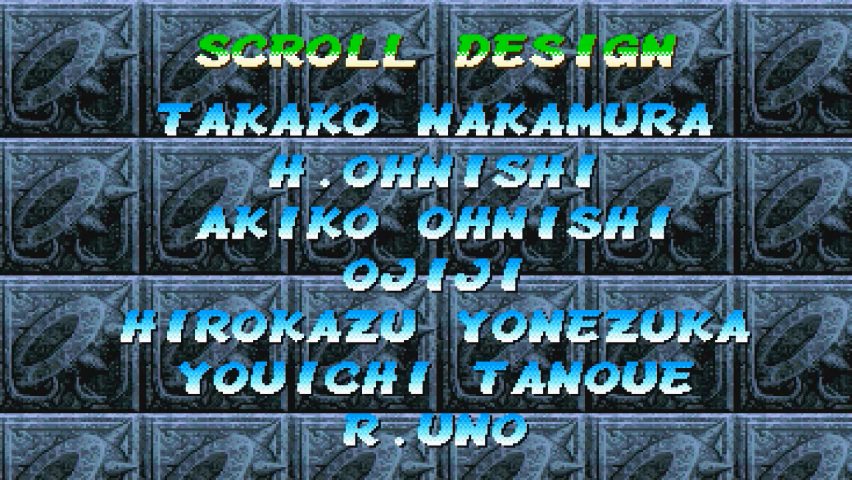 SCROLL DESIGN
TAKAKO NAKAMURA
H.OHNISHI
AKIKO OHNISHI
OJIJI
HIROKAZU YONEZUKA
YOUICHI TANOUE
R.UNO